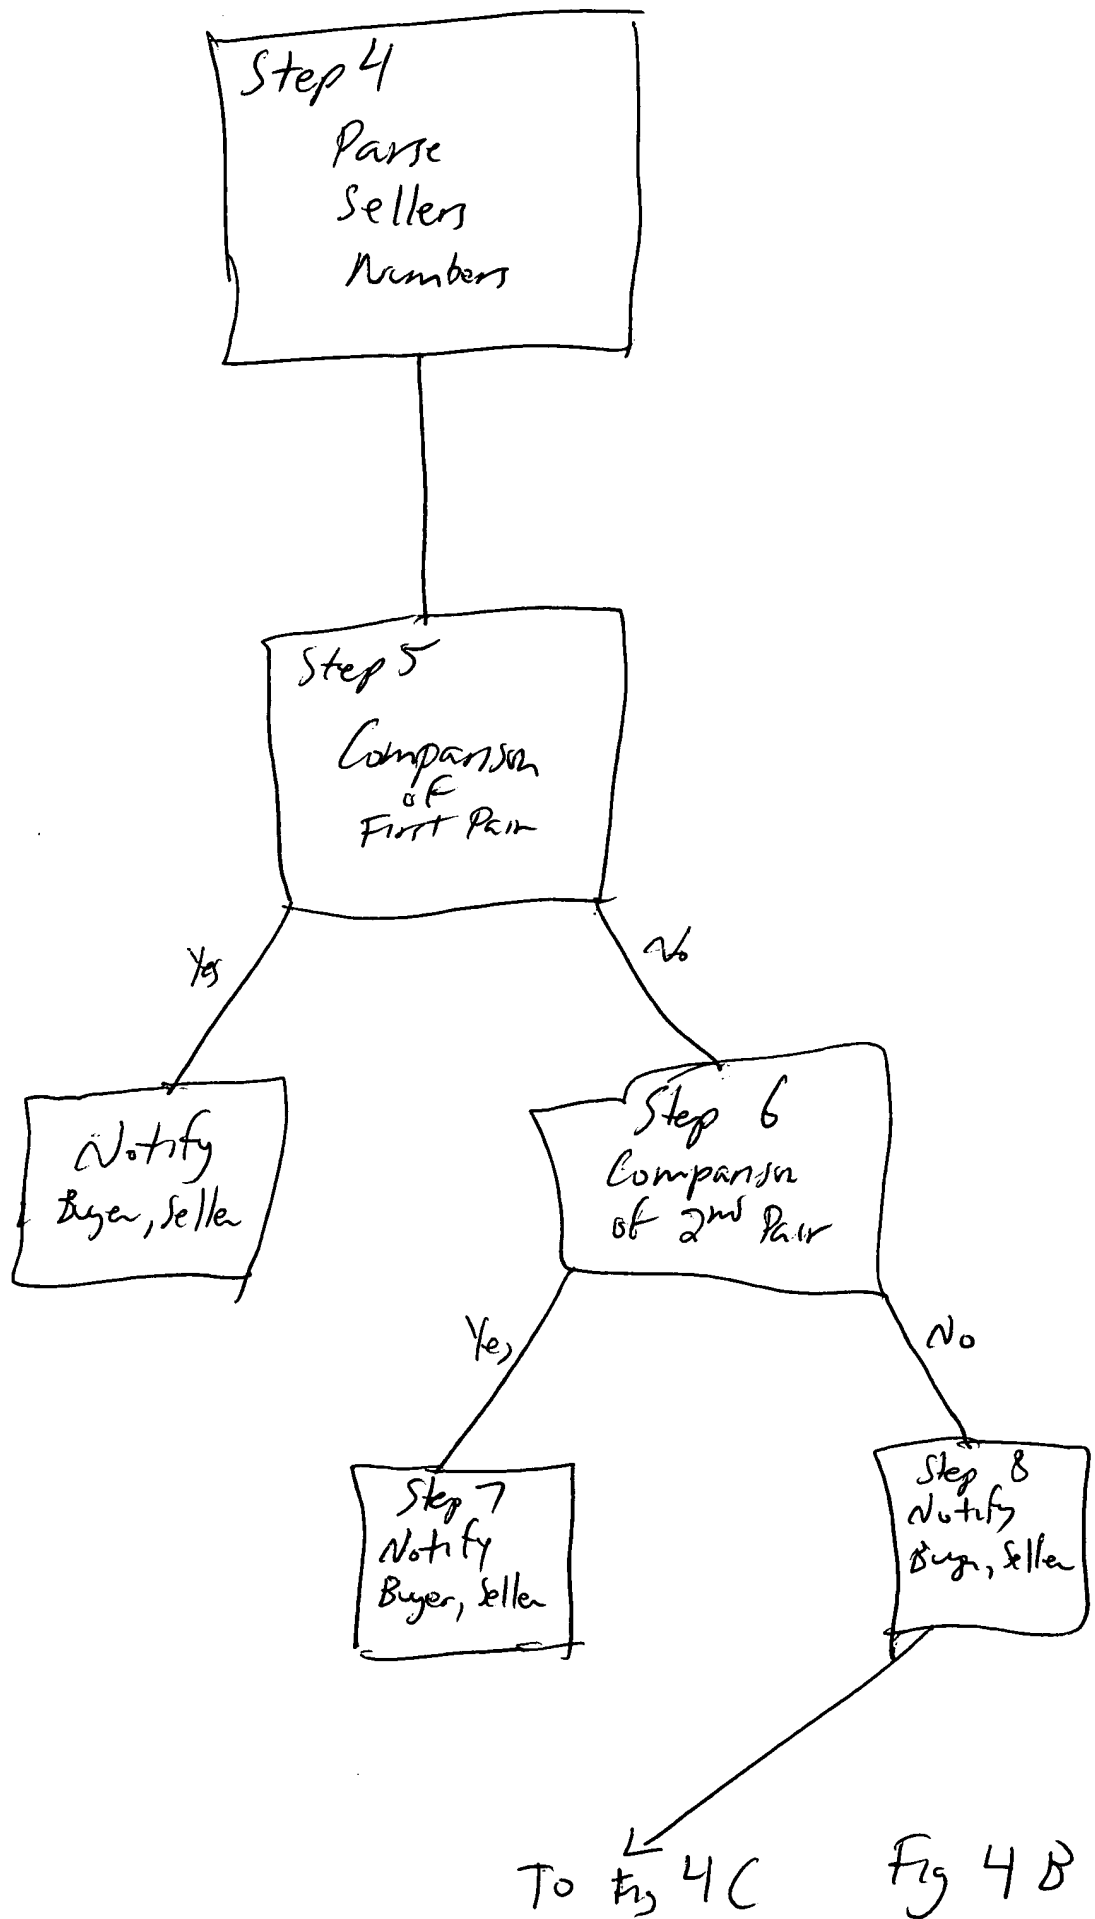 Step 4
Parse
Sellers
Numbers
Step 5
Comparison
of
First Pair
Yes
No
Notify
Buyer, Seller
Step 6
Comparison
of 2nd Pair
Yes
No
Step 7
Notify
Buyer, Seller
Step 8
Notify
Buyer, Seller
To Fig 4C
Fig 4B